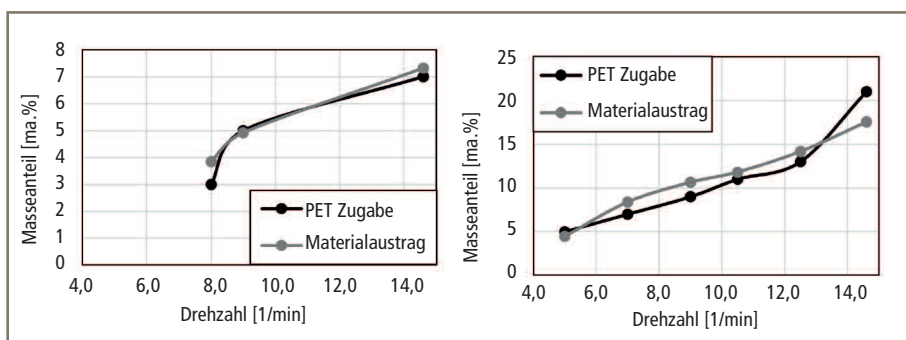 8
7
6
5
4
3
2
1
0
Masseanteil [ma.%]
PET Zugabe
Materialaustrag
4,0 6,0 8,0 10,0 12,0 14,0
Drehzahl [1/min]
25
20
15
10
5
0
Masseanteil [ma.%]
PET Zugabe
Materialaustrag
4,0 6,0 8,0 10,0 12,0 14,0
Drehzahl [1/min]